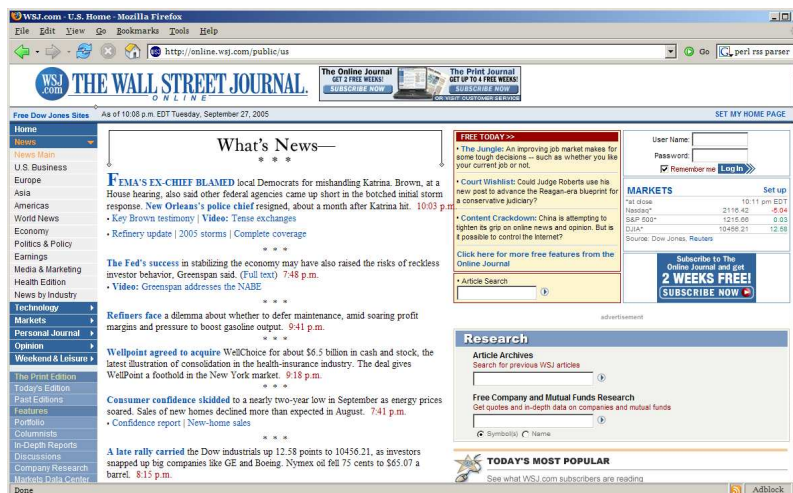 WSJ.com - U.S. Home - Mozilla Firefox
File Edit View Go Bookmarks Tools Help
http://online.wsj.com/public/us
Go
perl rss parser
WSJ .com
THE WALL STREET JOURNAL.
ONLINE
The Online Journal
GET 2 FREE WEEKS!
SUBSCRIBE NOW
The Print Journal
GET UP TO 4 FREE WEEKS!
SUBSCRIBE NOW
OR VISIT CUSTOMER SERVICE
Free Dow Jones Sites
As of 10:08 p.m. EDT Tuesday, September 27, 2005
SET MY HOME PAGE
Home
News
News Main
U.S. Business
Europe
Asia
Americas
World News
Economy
Politics & Policy
Earnings
Media & Marketing
Health Edition
News by Industry
Technology
Markets
Personal Journal
Opinion
Weekend & Leisure
The Print Edition
Today's Edition
Past Editions
Features
Portfolio
Columnists
In-Depth Reports
Discussions
Company Research
Markets Data Center
What's News—
* * *
FEMA'S EX-CHIEF BLAMED local Democrats for mishandling Katrina. Brown, at a
House hearing, also said other federal agencies came up short in the botched initial storm
response. New Orleans's police chief resigned, about a month after Katrina hit. 10:03 p.m.
• Key Brown testimony | Video: Tense exchanges
• Refinery update | 2005 storms | Complete coverage
* * *
The Fed's success in stabilizing the economy may have also raised the risks of reckless
investor behavior, Greenspan said. (Full text) 7:48 p.m.
• Video: Greenspan addresses the NABE
* * *
Refiners face a dilemma about whether to defer maintenance, amid soaring profit
margins and pressure to boost gasoline output. 9:41 p.m.
* * *
Wellpoint agreed to acquire WellChoice for about $6.5 billion in cash and stock, the
latest illustration of consolidation in the health-insurance industry. The deal gives
WellPoint a foothold in the New York market. 9:18 p.m.
* * *
Consumer confidence skidded to a nearly two-year low in September as energy prices
soared. Sales of new homes declined more than expected in August. 7:41 p.m.
• Confidence report | New-home sales
* * *
A late rally carried the Dow industrials up 12.58 points to 10456.21, as investors
snapped up big companies like GE and Boeing. Nymex oil fell 75 cents to $65.07 a
barrel. 8:15 p.m.
FREE TODAY >>
• The Jungle: An improving job market makes for
some tough decisions -- such as whether you like
your current job or not.
• Court Wishlist: Could Judge Roberts use his
new post to advance the Reagan-era blueprint for
a conservative judiciary?
• Content Crackdown: China is attempting to
tighten its grip on online news and opinion. But is
it possible to control the Internet?
Click here for more free features from the
Online Journal
• Article Search
User Name:
Password:
Remember me Log In
MARKETS Set up
*at close 10:11 pm EDT
Nasdaq* 2116.42 -5.04
S&P 500* 1215.66 0.03
DJIA* 10456.21 12.58
Source: Dow Jones, Reuters
Subscribe to The
Online Journal and get
2 WEEKS FREE!
SUBSCRIBE NOW
advertisement
Research
Article Archives
Search for previous WSJ articles
Free Company and Mutual Funds Research
Get quotes and in-depth data on companies and mutual funds
Symbol(s) Name
TODAY'S MOST POPULAR
See what WSJ.com subscribers are reading
Done
Adblock